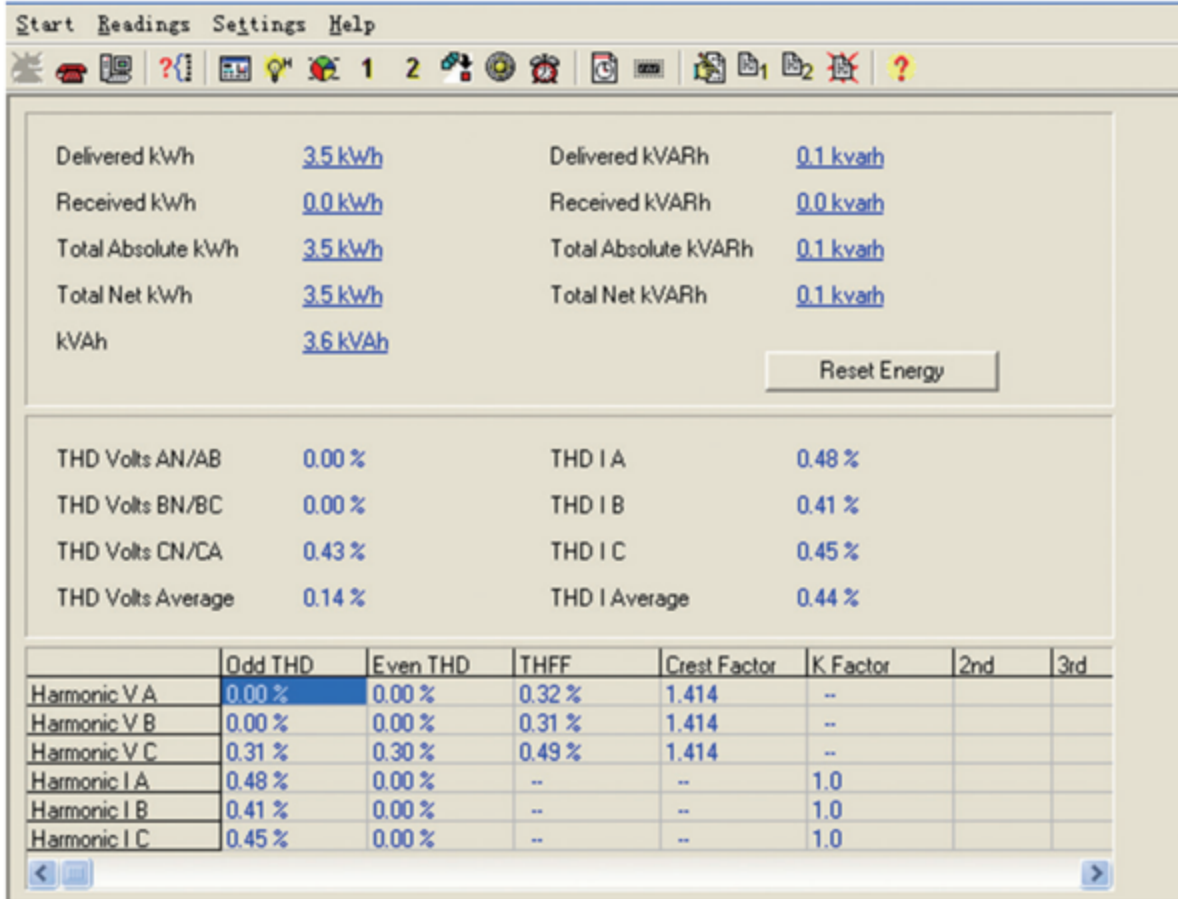 Start Readings Settings Help
?{ H 1 2 1 2 ?
Delivered kWh 3.5 kWh Delivered kVARh 0.1 kvarh
Received kWh 0.0 kWh Received kVARh 0.0 kvarh
Total Absolute kWh 3.5 kWh Total Absolute kVARh 0.1 kvarh
Total Net kWh 3.5 kWh Total Net kVARh 0.1 kvarh
kVAh 3.6 kVAh
Reset Energy
THD Volts AN/AB 0.00 % THD I A 0.48 %
THD Volts BN/BC 0.00 % THD I B 0.41 %
THD Volts CN/CA 0.43 % THD I C 0.45 %
THD Volts Average 0.14 % THD I Average 0.44 %
Odd THD Even THD THFF Crest Factor K Factor 2nd 3rd
Harmonic V A 0.00 % 0.00 % 0.32 % 1.414 --
Harmonic V B 0.00 % 0.00 % 0.31 % 1.414 --
Harmonic V C 0.31 % 0.30 % 0.49 % 1.414 --
Harmonic I A 0.48 % 0.00 % -- -- 1.0
Harmonic I B 0.41 % 0.00 % -- -- 1.0
Harmonic I C 0.45 % 0.00 % -- -- 1.0